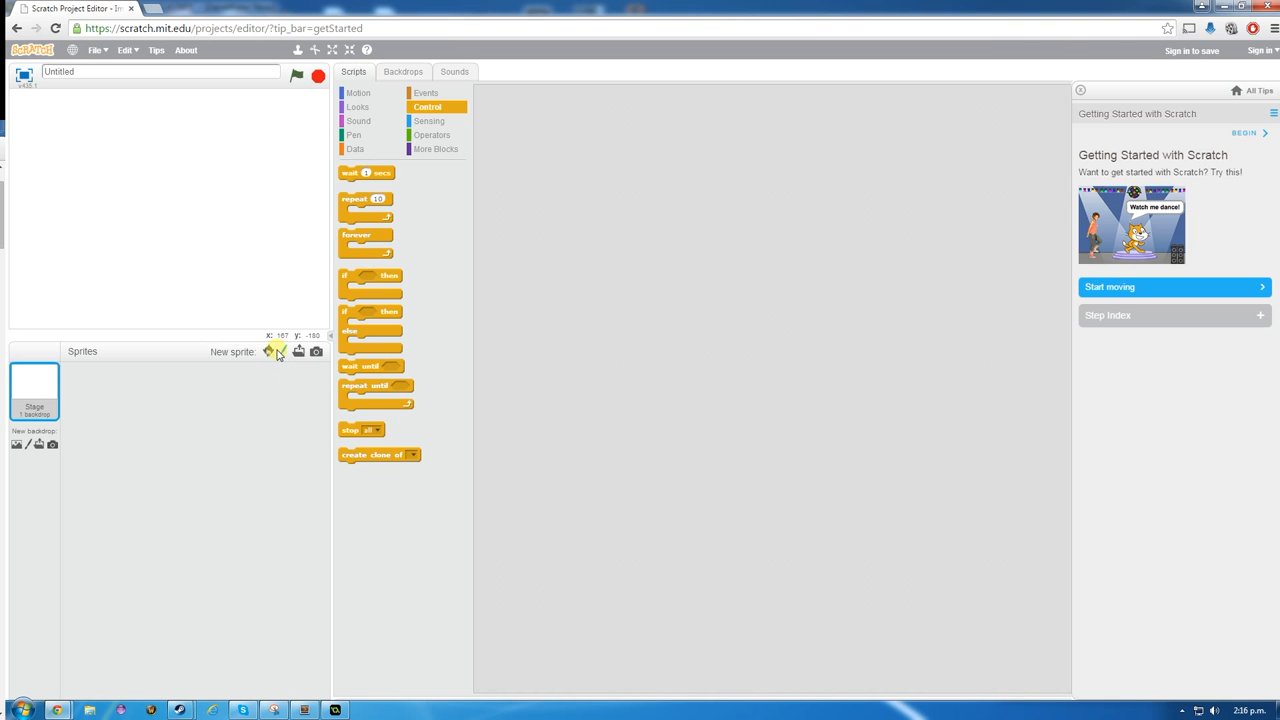 Scratch Project Editor - Im
https://scratch.mit.edu/projects/editor/?tip_bar=getStarted
SCRATCH File Edit Tips About Sign in to save Sign in
Untitled
v435.1
Scripts Backdrops Sounds
Motion Events
Looks Control
Sound Sensing
Pen Operators
Data More Blocks
wait 1 secs
repeat 10
forever
if then
if then
else
wait until
repeat until
stop all
create clone of
x: 167 y: -180
Sprites New sprite:
Stage
1 backdrop
New backdrop:
All Tips
Getting Started with Scratch
BEGIN
Getting Started with Scratch
Want to get started with Scratch? Try this!
Watch me dance!
Start moving
Step Index
2:16 p.m.